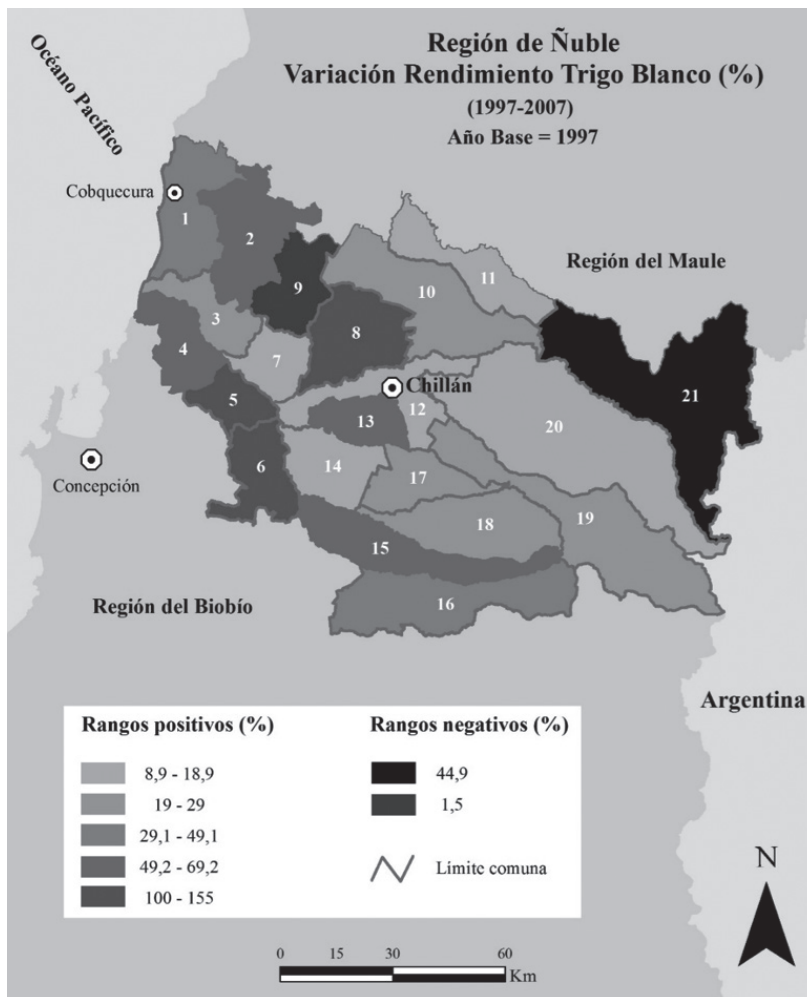 Región de Ñuble
Variación Rendimiento Trigo Blanco (%)
(1997-2007)
Año Base = 1997
Océano Pacífico
Cobquecura
1
2
9
10
11
Región del Maule
3
4
8
7
5
Chillán
12
13
20
21
6
14
17
Concepción
18
19
15
16
Región del Biobío
Argentina
Rangos positivos (%)
8,9 - 18,9
19 - 29
29,1 - 49,1
49,2 - 69,2
100 - 155
Rangos negativos (%)
44,9
1,5
Límite comuna
N
0 15 30 60
Km